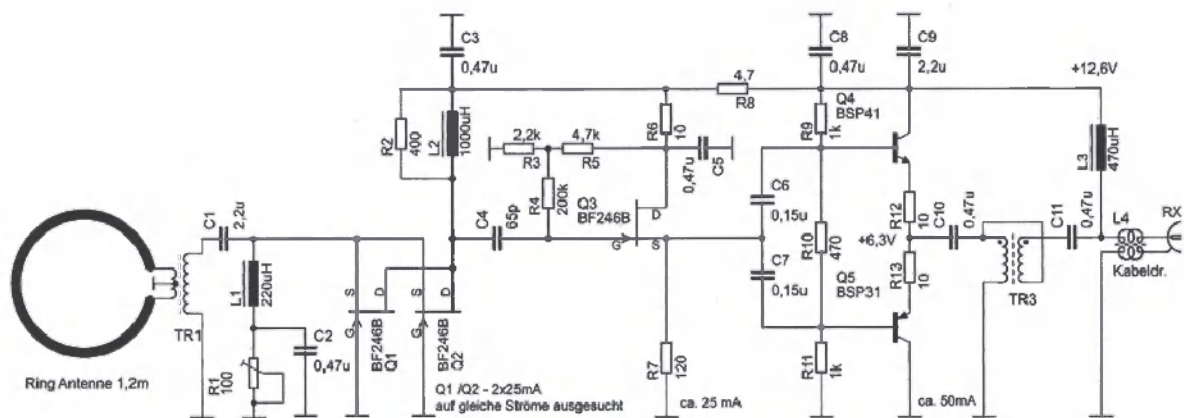 C3
0,47u
C8
0,47u
C9
2,2u
+12,6V
4,7
R8
R2
400
L2
1000uH
2,2k
R3
4,7k
R5
R6
10
0,47u
C5
Q4
BSP41
R9
1k
L3
470uH
C1
2,2u
C4
65p
R4
200k
Q3
BF246B
D
G
S
C6
0,15u
R10
470
C7
0,15u
R12
10
+6,3V
R13
10
C10
0,47u
C11
0,47u
L4
RX
Kabeldr.
TR1
L1
220uH
S
D
G
S
D
G
BF246B
Q1
BF246B
Q2
Q5
BSP31
TR3
C2
0,47u
R1
100
R7
120
R11
1k
Ring Antenne 1,2m
Q1 /Q2 - 2x25mA
auf gleiche Ströme ausgesucht
ca. 25 mA
ca. 50mA